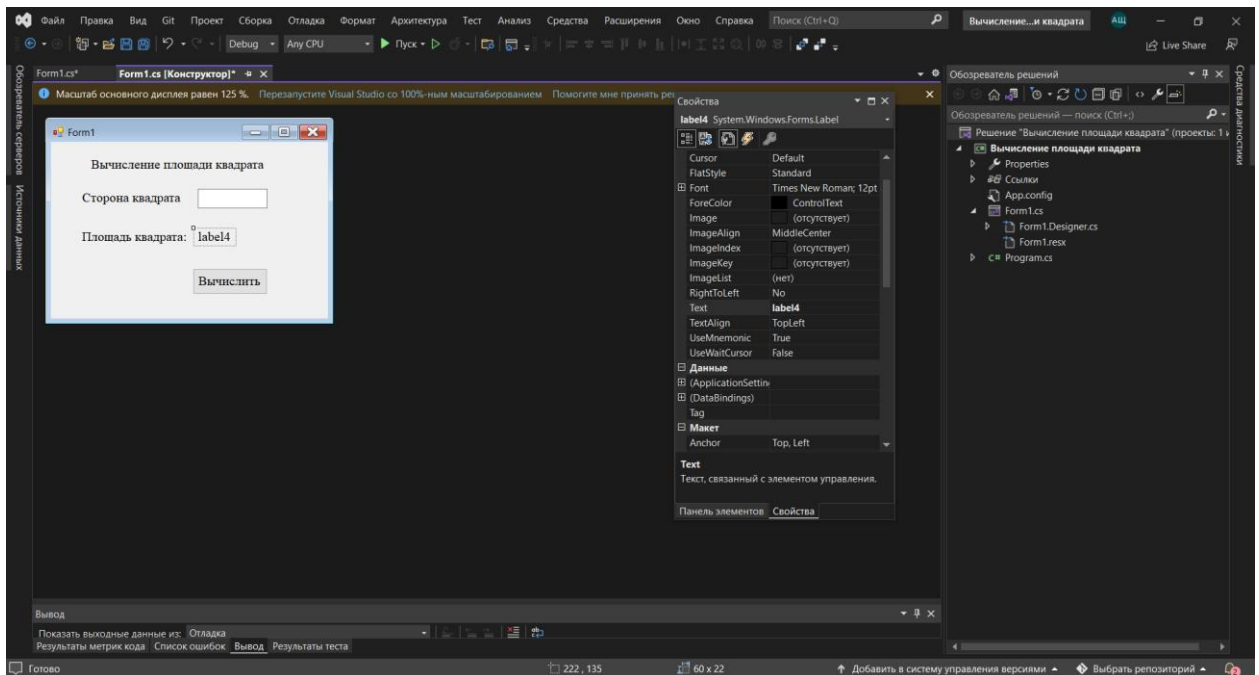 Файл Правка Вид Git Проект Сборка Отладка Формат Архитектура Тест Анализ Средства Расширения Окно Справка Поиск (Ctrl+Q) Вычисление...и квадрата АЩ
Debug Any CPU Пуск Live Share
Form1.cs* Form1.cs [Конструктор]*
Масштаб основного дисплея равен 125 %. Перезапустите Visual Studio со 100%-ным масштабированием Помогите мне принять
Обозреватель серверов
Источники данных
Form1
Вычисление площади квадрата
Сторона квадрата
Площадь квадрата: label4
Вычислить
Свойства
label4 System.Windows.Forms.Label
Cursor Default
FlatStyle Standard
Font Times New Roman; 12pt
ForeColor ControlText
Image (отсутствует)
ImageAlign MiddleCenter
ImageIndex (отсутствует)
ImageKey (отсутствует)
ImageList (нет)
RightToLeft No
Text label4
TextAlign TopLeft
UseMnemonic True
UseWaitCursor False
Данные
(ApplicationSettin
(DataBindings)
Tag
Макет
Anchor Top, Left
Text
Текст, связанный с элементом управления.
Панель элементов Свойства
Обозреватель решений
Обозреватель решений — поиск (Ctrl+;)
Решение "Вычисление площади квадрата" (проекты: 1
Вычисление площади квадрата
Properties
Ссылки
App.config
Form1.cs
Form1.Designer.cs
Form1.resx
C# Program.cs
Средства диагностики
Вывод
Показать выходные данные из: Отладка
Результаты метрик кода Список ошибок Вывод Результаты теста
Готово 222 , 135 60 x 22 Добавить в систему управления версиями Выбрать репозиторий